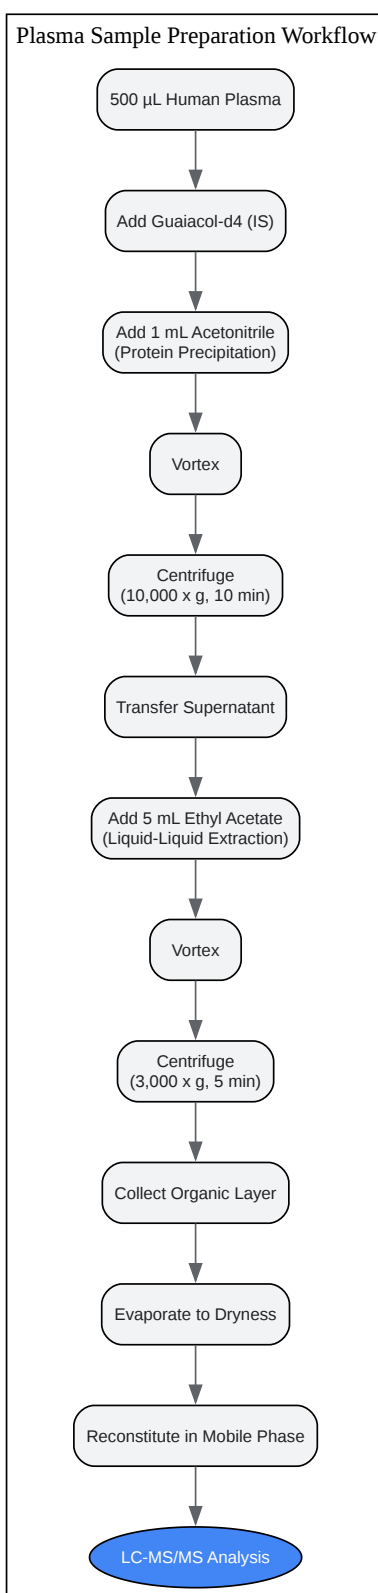 Plasma Sample Preparation Workflow
500 µL Human Plasma
Add Guaiacol-d4 (IS)
Add 1 mL Acetonitrile
(Protein Precipitation)
Vortex
Centrifuge
(10,000 x g, 10 min)
Transfer Supernatant
Add 5 mL Ethyl Acetate
(Liquid-Liquid Extraction)
Vortex
Centrifuge
(3,000 x g, 5 min)
Collect Organic Layer
Evaporate to Dryness
Reconstitute in Mobile Phase
LC-MS/MS Analysis